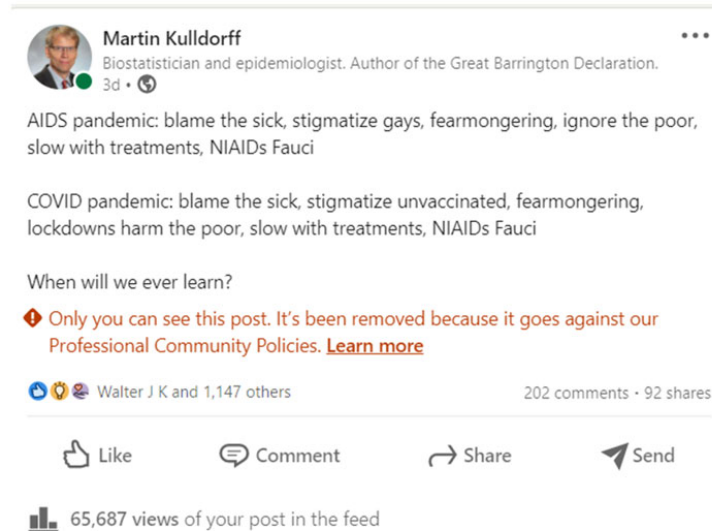 Martin Kulldorff
Biostatistician and epidemiologist. Author of the Great Barrington Declaration.
3d •
AIDS pandemic: blame the sick, stigmatize gays, fearmongering, ignore the poor,
slow with treatments, NIAIDs Fauci
COVID pandemic: blame the sick, stigmatize unvaccinated, fearmongering,
lockdowns harm the poor, slow with treatments, NIAIDs Fauci
When will we ever learn?
Only you can see this post. It's been removed because it goes against our
Professional Community Policies. Learn more
Walter J K and 1,147 others 202 comments • 92 shares
Like Comment Share Send
65,687 views of your post in the feed